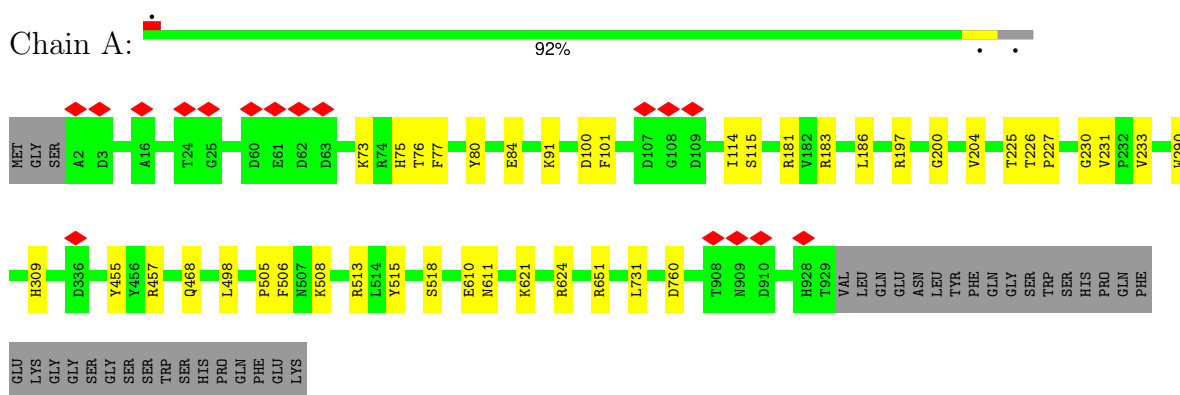 Chain A:
92%
MET GLY SER A2 D3 A16 T24 G25 D60 E61 D62 D63 K73 R74 H75 T76 F77 Y80 E84 K91 D100 F101 D107 G108 D109 I114 S115 R181 V182 R183 L186 R197 G200 V204 T225 T226 P227 G230 V231 P232 V233 W290
H309 D336 Y455 Y456 R457 Q468 L498 P505 F506 N507 K508 R513 L514 Y515 S518 E610 N611 K621 R624 R651 L731 D760 T908 N909 D910 H928 T929 VAL LEU GLN GLU ASN LEU TYR PHE GLN GLY SER TRP SER HIS PRO GLN PHE
GLU LYS GLY GLY SER GLY SER SER TRP SER HIS PRO GLN PHE GLU LYS